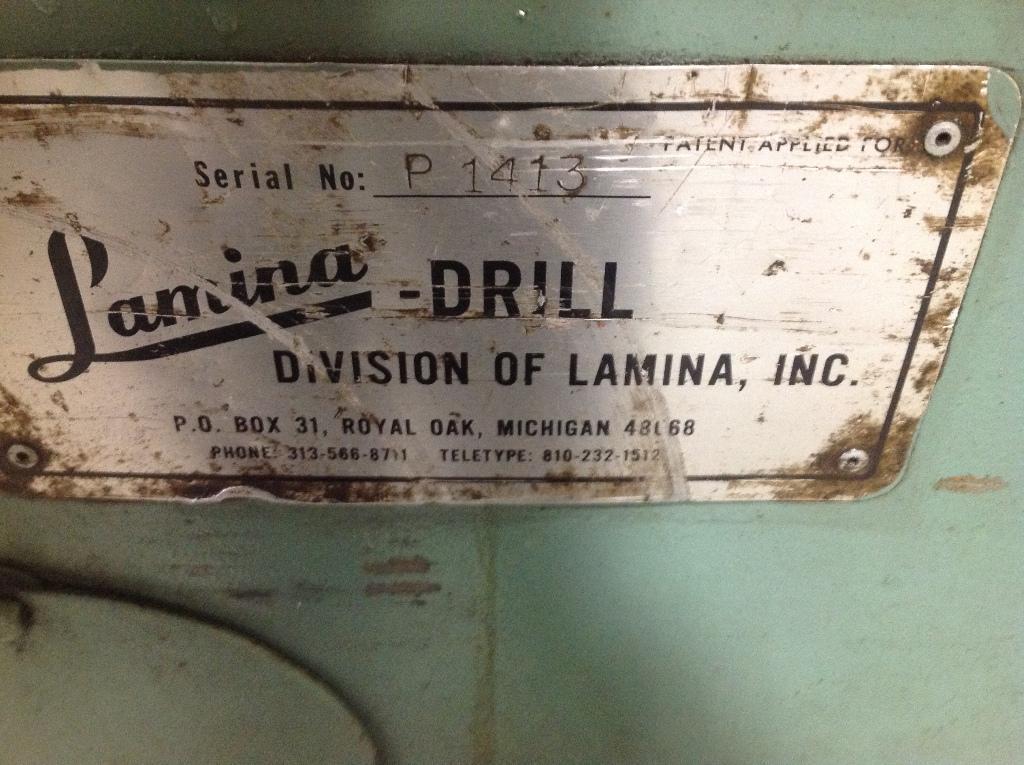 PATENT APPLIED FOR
Serial No: P 1413
Lamina -DRILL
DIVISION OF LAMINA, INC.
P.O. BOX 31, ROYAL OAK, MICHIGAN 48068
PHONE: 313-566-8711 TELETYPE: 810-232-1512